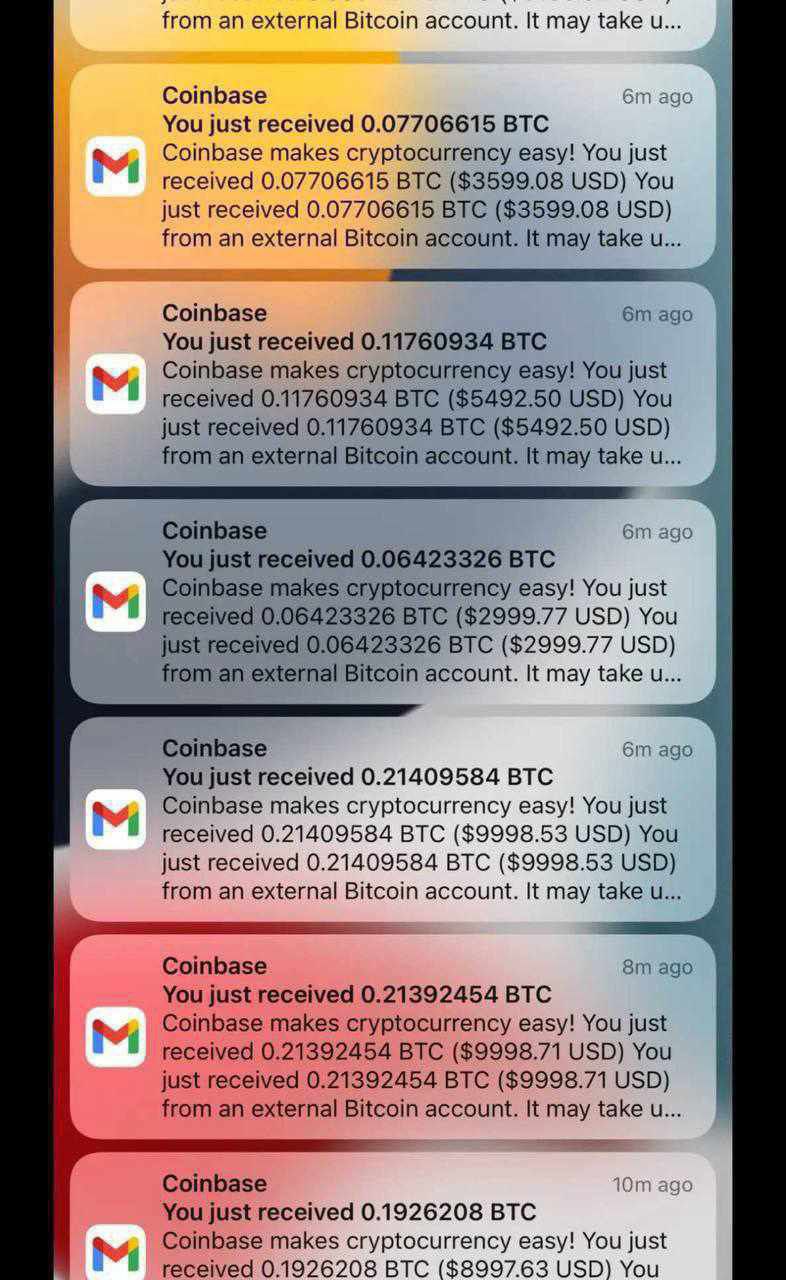 from an external Bitcoin account. It may take u...
Coinbase 6m ago
You just received 0.07706615 BTC
Coinbase makes cryptocurrency easy! You just
received 0.07706615 BTC ($3599.08 USD) You
just received 0.07706615 BTC ($3599.08 USD)
from an external Bitcoin account. It may take u...
Coinbase 6m ago
You just received 0.11760934 BTC
Coinbase makes cryptocurrency easy! You just
received 0.11760934 BTC ($5492.50 USD) You
just received 0.11760934 BTC ($5492.50 USD)
from an external Bitcoin account. It may take u...
Coinbase 6m ago
You just received 0.06423326 BTC
Coinbase makes cryptocurrency easy! You just
received 0.06423326 BTC ($2999.77 USD) You
just received 0.06423326 BTC ($2999.77 USD)
from an external Bitcoin account. It may take u...
Coinbase 6m ago
You just received 0.21409584 BTC
Coinbase makes cryptocurrency easy! You just
received 0.21409584 BTC ($9998.53 USD) You
just received 0.21409584 BTC ($9998.53 USD)
from an external Bitcoin account. It may take u...
Coinbase 8m ago
You just received 0.21392454 BTC
Coinbase makes cryptocurrency easy! You just
received 0.21392454 BTC ($9998.71 USD) You
just received 0.21392454 BTC ($9998.71 USD)
from an external Bitcoin account. It may take u...
Coinbase 10m ago
You just received 0.1926208 BTC
Coinbase makes cryptocurrency easy! You just
received 0.1926208 BTC ($8997.63 USD) You